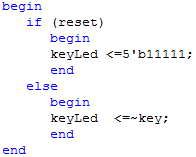 begin
if (reset)
begin
keyLed <=5'b11111;
end
else
begin
keyLed <=~key;
end
end